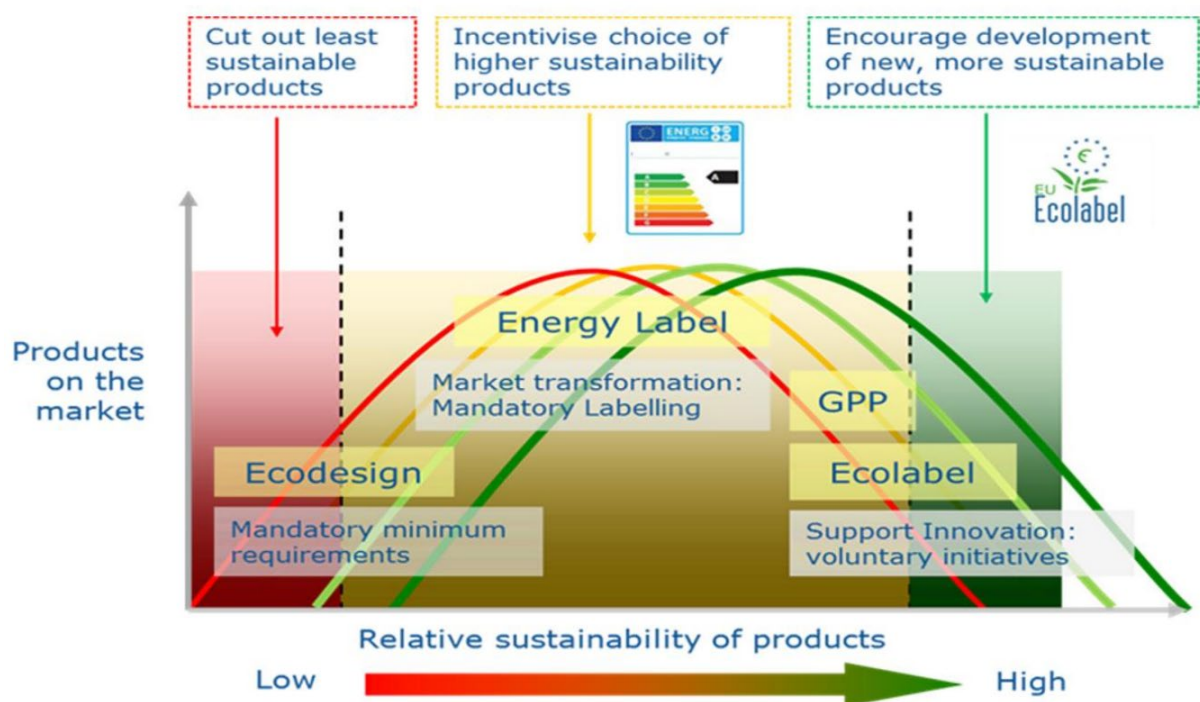 Cut out least
sustainable
products
Incentivise choice of
higher sustainability
products
Encourage development
of new, more sustainable
products
ENERG
A
A
B
C
D
E
F
G
EU
Ecolabel
Products
on the
market
Energy Label
Market transformation:
Mandatory Labelling
GPP
Ecodesign
Mandatory minimum
requirements
Ecolabel
Support Innovation:
voluntary initiatives
Relative sustainability of products
Low
High